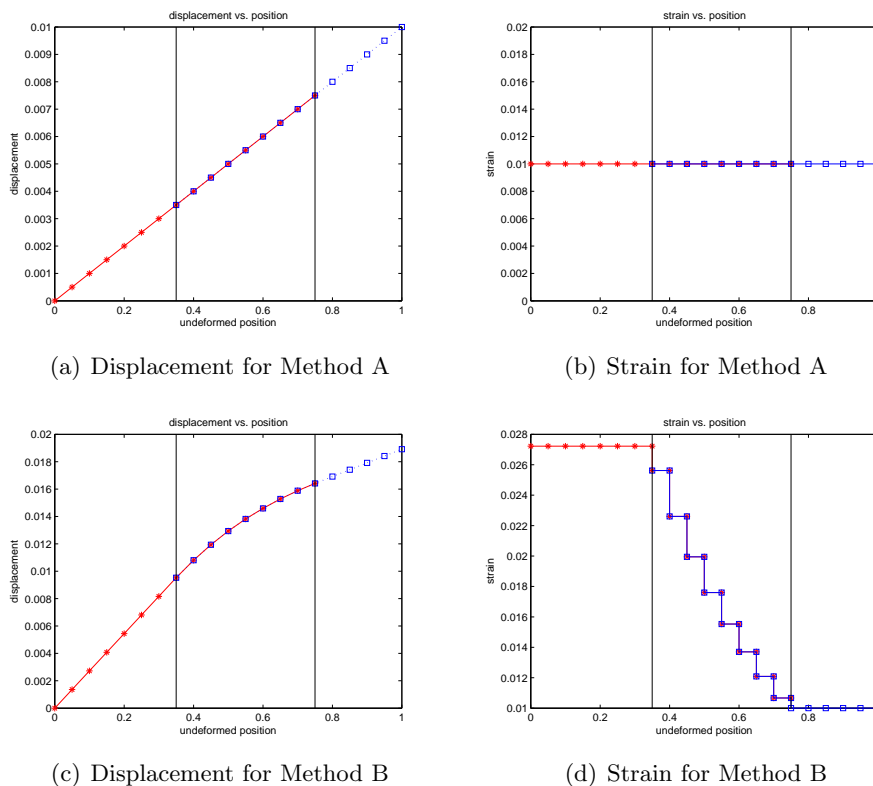 displacement vs. position
0.01
0.009
0.008
0.007
0.006
0.005
0.004
0.003
0.002
0.001
0
displacement
0 0.2 0.4 0.6 0.8 1
undeformed position
(a) Displacement for Method A
strain vs. position
0.02
0.018
0.016
0.014
0.012
0.01
0.008
0.006
0.004
0.002
0
strain
0 0.2 0.4 0.6 0.8
undeformed position
(b) Strain for Method A
displacement vs. position
0.02
0.018
0.016
0.014
0.012
0.01
0.008
0.006
0.004
0.002
0
displacement
0 0.2 0.4 0.6 0.8 1
undeformed position
(c) Displacement for Method B
strain vs. position
0.028
0.026
0.024
0.022
0.02
0.018
0.016
0.014
0.012
0.01
strain
0 0.2 0.4 0.6 0.8
undeformed position
(d) Strain for Method B